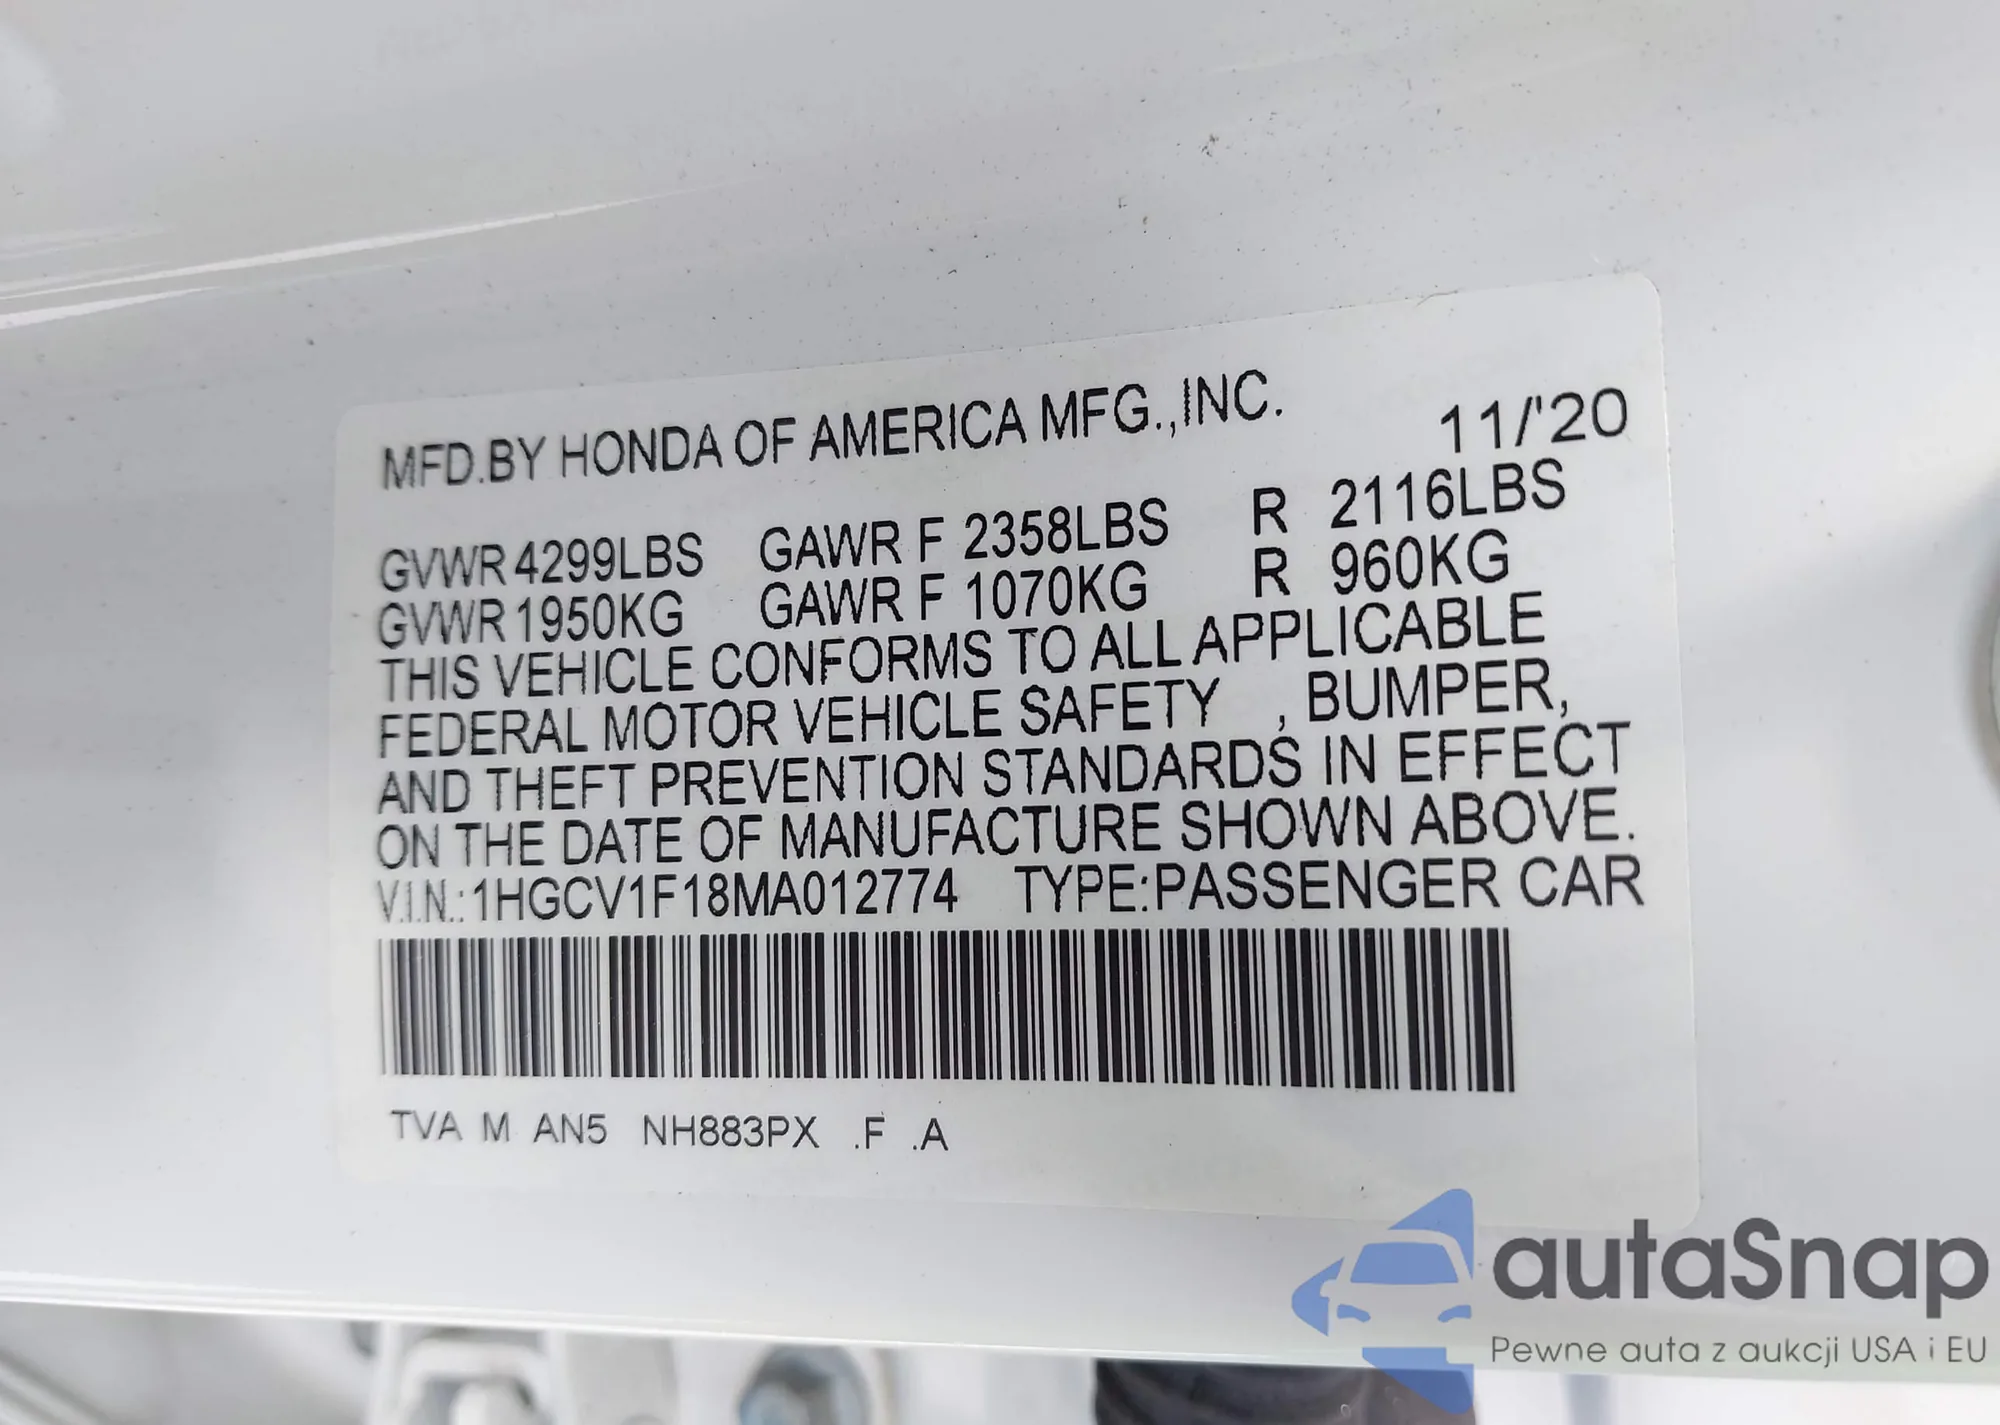 MFD.BY HONDA OF AMERICA MFG.,INC. 11/'20
GVWR 4299LBS GAWR F 2358LBS R 2116LBS
GVWR 1950KG GAWR F 1070KG R 960KG
THIS VEHICLE CONFORMS TO ALL APPLICABLE
FEDERAL MOTOR VEHICLE SAFETY , BUMPER,
AND THEFT PREVENTION STANDARDS IN EFFECT
ON THE DATE OF MANUFACTURE SHOWN ABOVE.
V.I.N.:1HGCV1F18MA012774 TYPE:PASSENGER CAR
TVA M AN5 NH883PX .F .A
autaSnap
Pewne auta z aukcji USA i EU